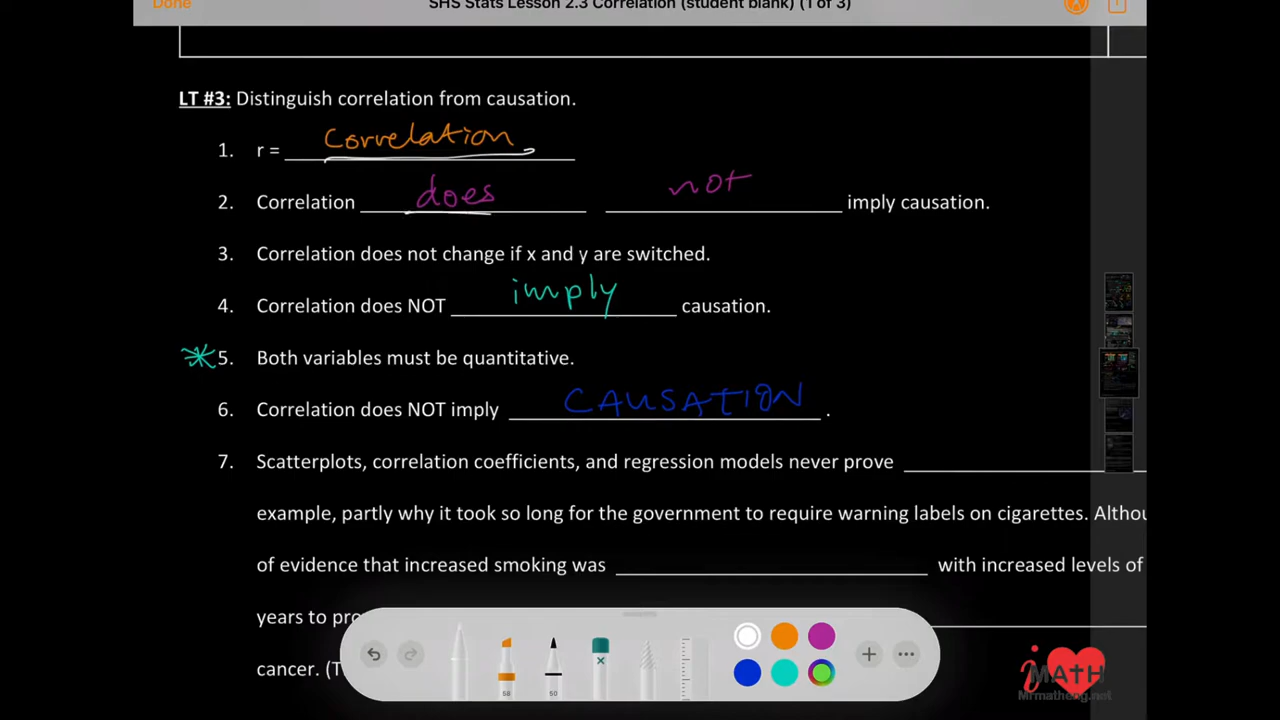 Done
SHS Stats Lesson 2.3 Correlation (student blank) (1 of 3)
LT #3: Distinguish correlation from causation.
1. r = Correlation
2. Correlation does not imply causation.
3. Correlation does not change if x and y are switched.
4. Correlation does NOT imply causation.
*5. Both variables must be quantitative.
6. Correlation does NOT imply CAUSATION.
7. Scatterplots, correlation coefficients, and regression models never prove
example, partly why it took so long for the government to require warning labels on cigarettes. Althou
of evidence that increased smoking was with increased levels of
years to pro
cancer. (T
i MATH
Mrmatheng.net